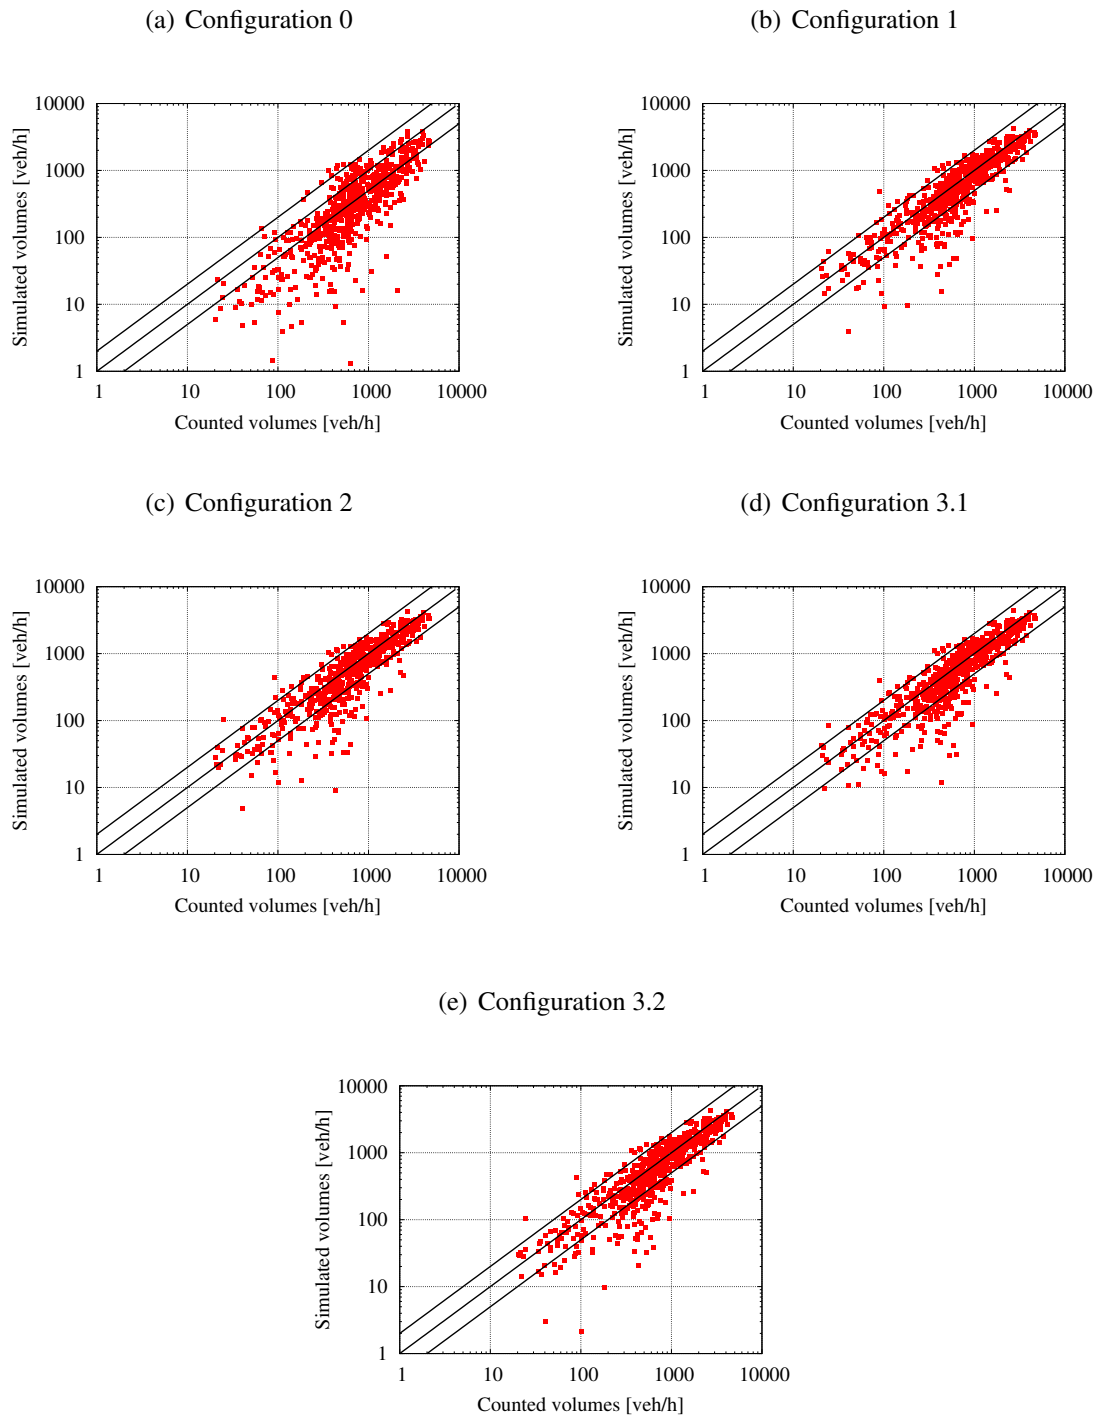 (a) Configuration 0
(b) Configuration 1
10000
1000
100
10
1
Simulated volumes [veh/h]
1 10 100 1000 10000
Counted volumes [veh/h]
10000
1000
100
10
1
Simulated volumes [veh/h]
1 10 100 1000 10000
Counted volumes [veh/h]
(c) Configuration 2
(d) Configuration 3.1
10000
1000
100
10
1
Simulated volumes [veh/h]
1 10 100 1000 10000
Counted volumes [veh/h]
10000
1000
100
10
1
Simulated volumes [veh/h]
1 10 100 1000 10000
Counted volumes [veh/h]
(e) Configuration 3.2
10000
1000
100
10
1
Simulated volumes [veh/h]
1 10 100 1000 10000
Counted volumes [veh/h]